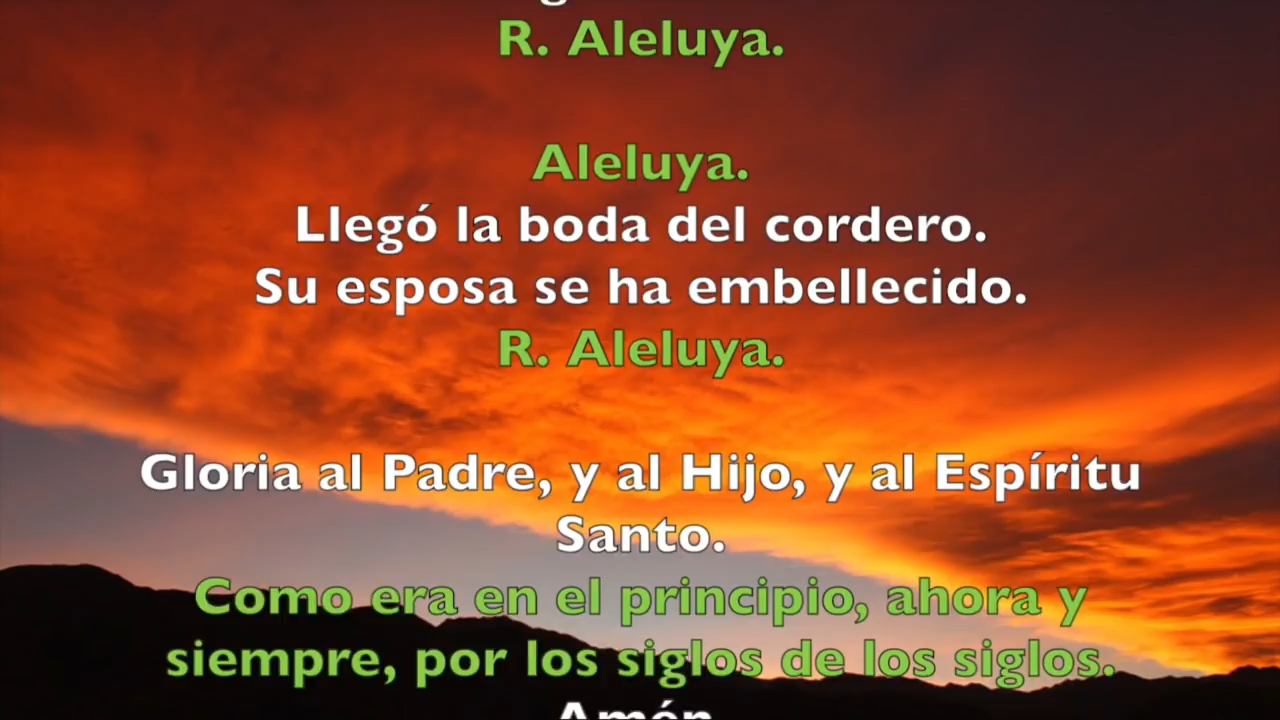 R. Aleluya.
Aleluya.
Llegó la boda del cordero.
Su esposa se ha embellecido.
R. Aleluya.
Gloria al Padre, y al Hijo, y al Espíritu
Santo.
Como era en el principio, ahora y
siempre, por los siglos de los siglos.
Amén